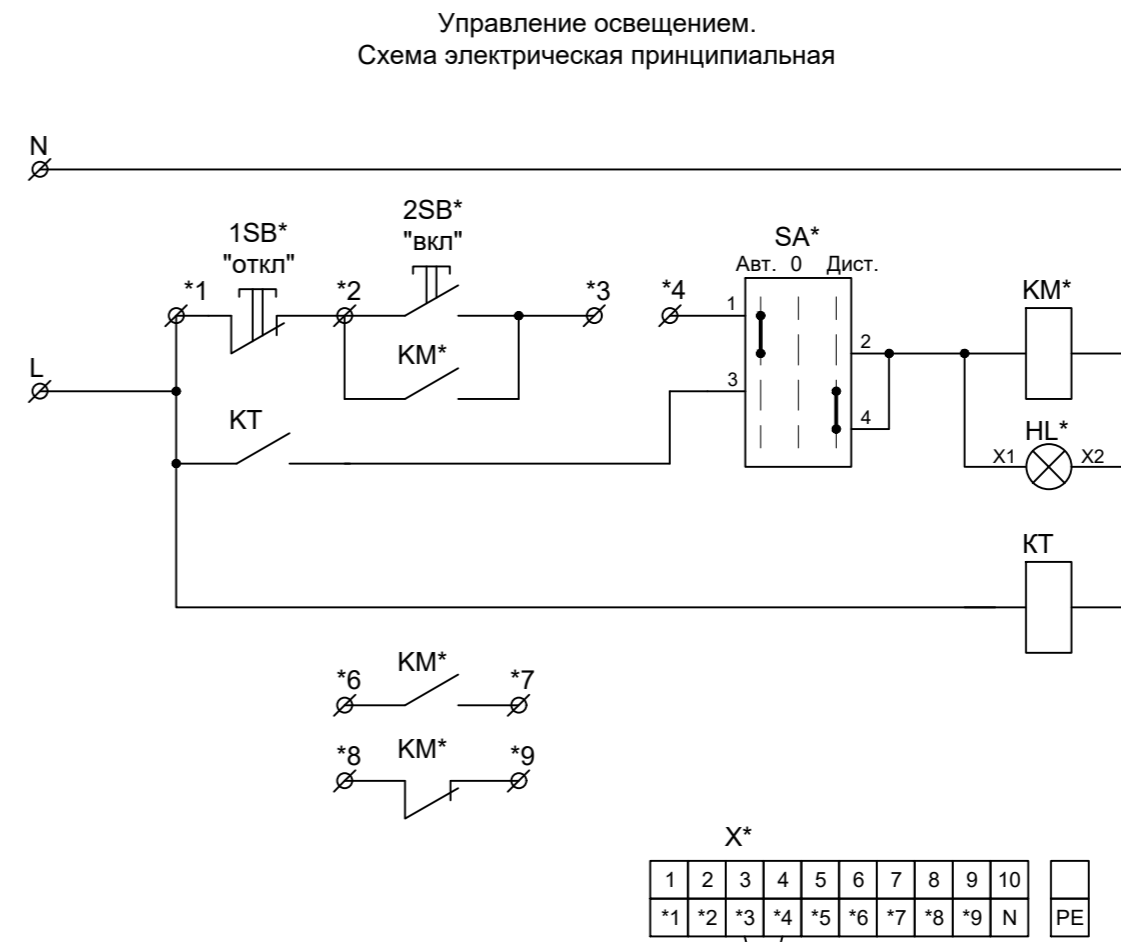 Управление освещением.
Схема электрическая принципиальная
N
1SB*
"откл"
2SB*
"вкл"
SA*
Авт. 0 Дист.
*1 *2 *3 *4 1 KM*
2
L KM* 3
KT 4 HL*
X1 X2
KT
*6 KM* *7
*8 KM* *9
X*
1 2 3 4 5 6 7 8 9 10
*1 *2 *3 *4 *5 *6 *7 *8 *9 N PE